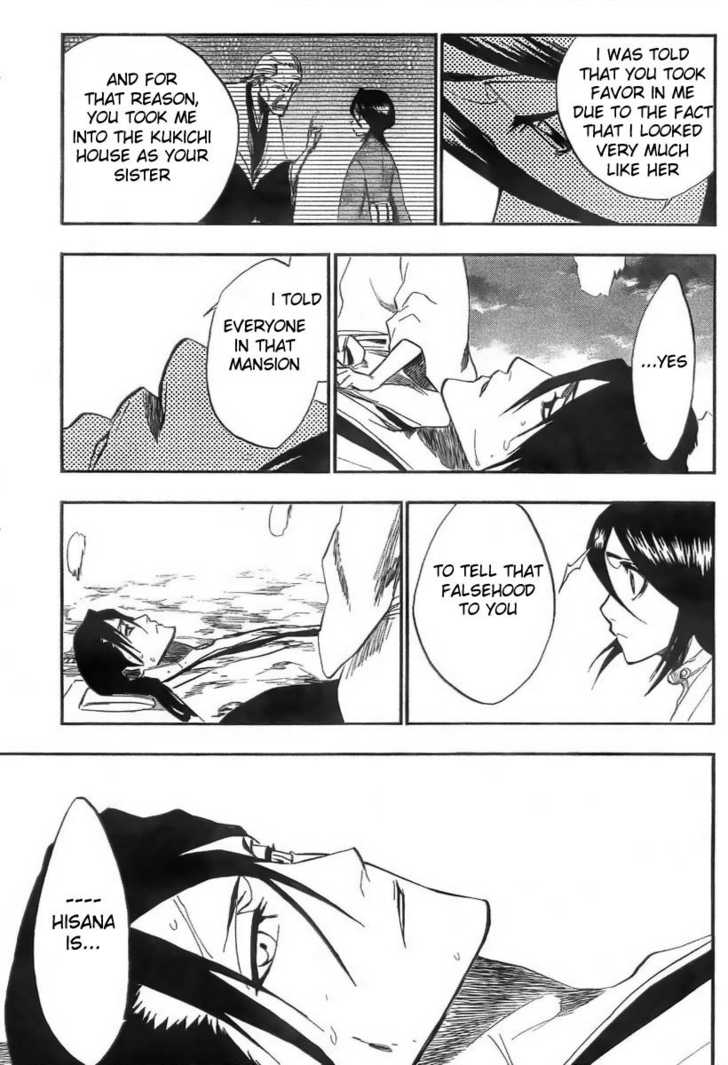 I WAS TOLD
THAT YOU TOOK
FAVOR IN ME
DUE TO THE FACT
THAT I LOOKED
VERY MUCH
LIKE HER
AND FOR
THAT REASON,
YOU TOOK ME
INTO THE KUKICHI
HOUSE AS YOUR
SISTER
...YES
I TOLD
EVERYONE
IN THAT
MANSION
TO TELL THAT
FALSEHOOD
TO YOU
----
HISANA
IS...